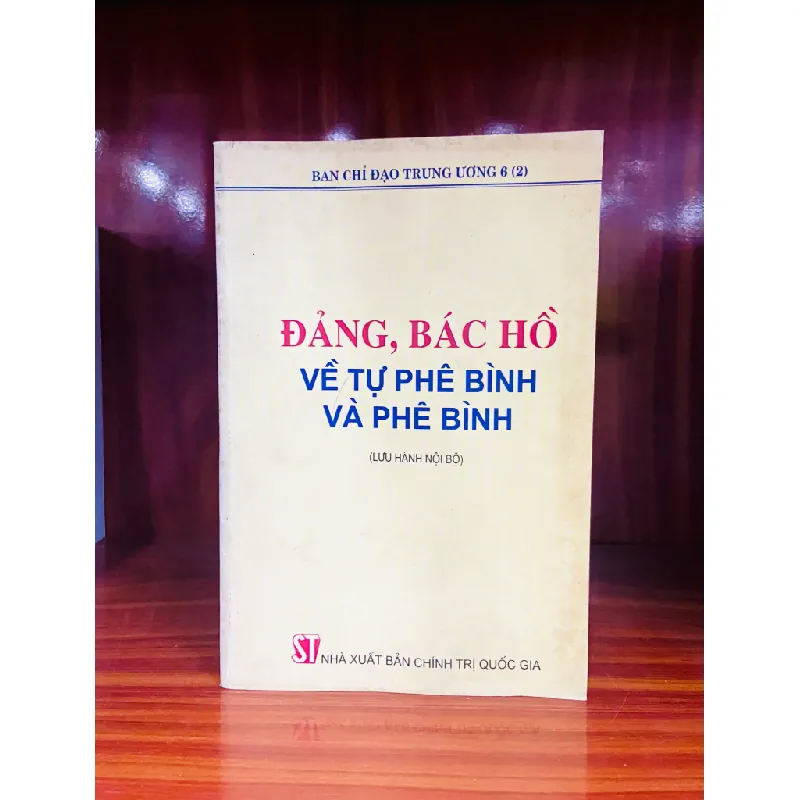 BAN CHỈ ĐẠO TRUNG ƯƠNG 6 (2)
ĐẢNG, BÁC HỒ
VỀ TỰ PHÊ BÌNH
VÀ PHÊ BÌNH
(LƯU HÀNH NỘI BỘ)
ST NHÀ XUẤT BẢN CHÍNH TRỊ QUỐC GIA